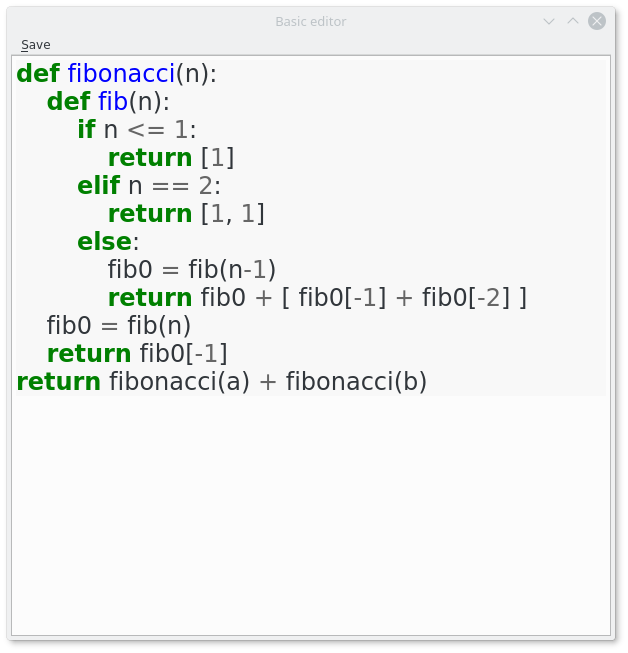 Basic editor
Save
def fibonacci(n):
    def fib(n):
        if n <= 1:
            return [1]
        elif n == 2:
            return [1, 1]
        else:
            fib0 = fib(n-1)
            return fib0 + [ fib0[-1] + fib0[-2] ]
    fib0 = fib(n)
    return fib0[-1]
return fibonacci(a) + fibonacci(b)